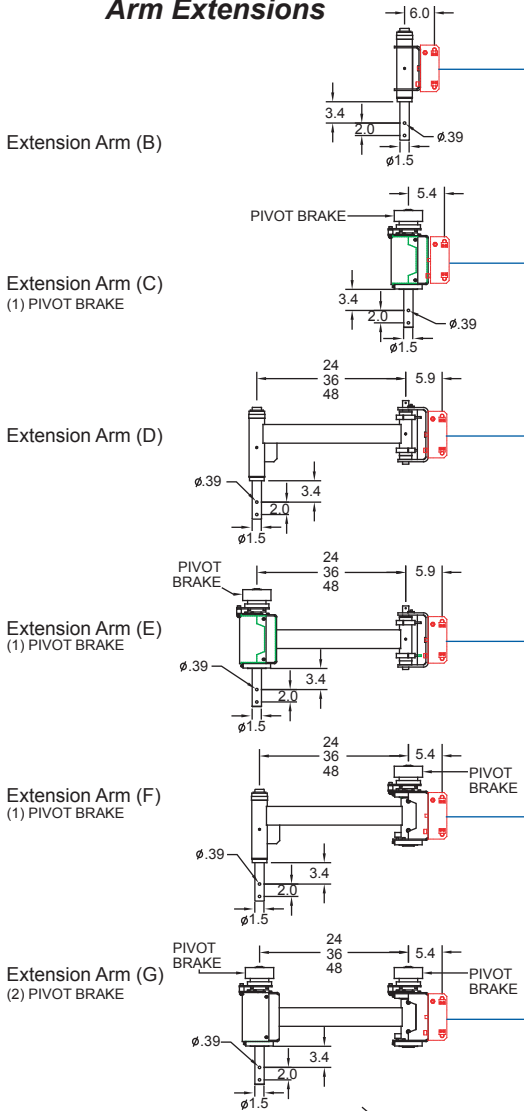 Arm Extensions
6.0
3.4
2.0
ø.39
ø1.5
Extension Arm (B)
5.4
PIVOT BRAKE
Extension Arm (C)
(1) PIVOT BRAKE
3.4
2.0
ø.39
ø1.5
24
36
48
5.9
Extension Arm (D)
ø.39
3.4
2.0
ø1.5
PIVOT
BRAKE
24
36
48
5.9
Extension Arm (E)
(1) PIVOT BRAKE
ø.39
3.4
2.0
ø1.5
24
36
48
5.4
PIVOT
BRAKE
Extension Arm (F)
(1) PIVOT BRAKE
ø.39
3.4
2.0
ø1.5
PIVOT
BRAKE
24
36
48
5.4
PIVOT
BRAKE
Extension Arm (G)
(2) PIVOT BRAKE
ø.39
3.4
2.0
ø1.5